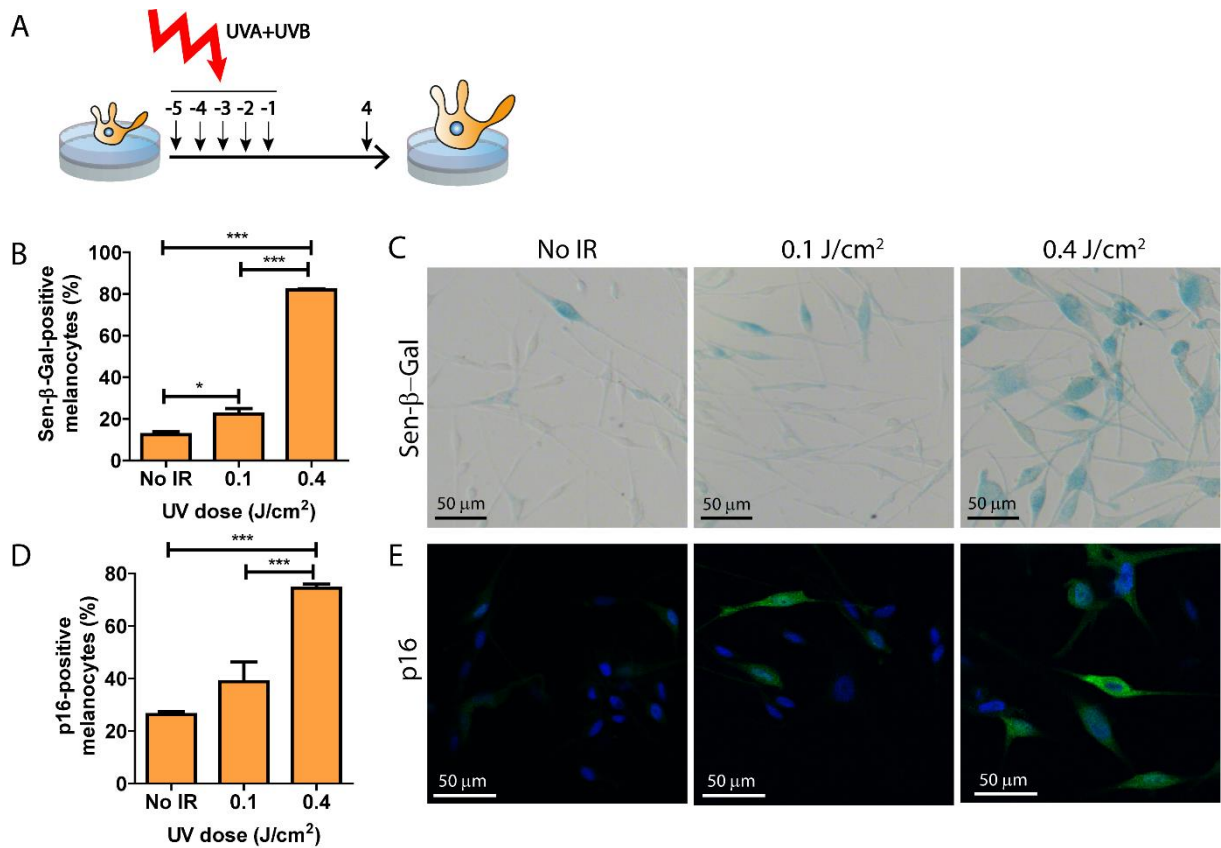 A
UVA+UVB
-5 -4 -3 -2 -1
4
B
Sen-β-Gal-positive
melanocytes (%)
100
80
60
40
20
0
***
***
*
No IR 0.1 0.4
UV dose (J/cm²)
C
No IR 0.1 J/cm² 0.4 J/cm²
Sen-β–Gal
50 μm 50 μm 50 μm
D
p16-positive
melanocytes (%)
80
60
40
20
0
***
***
No IR 0.1 0.4
UV dose (J/cm²)
E
p16
50 μm 50 μm 50 μm